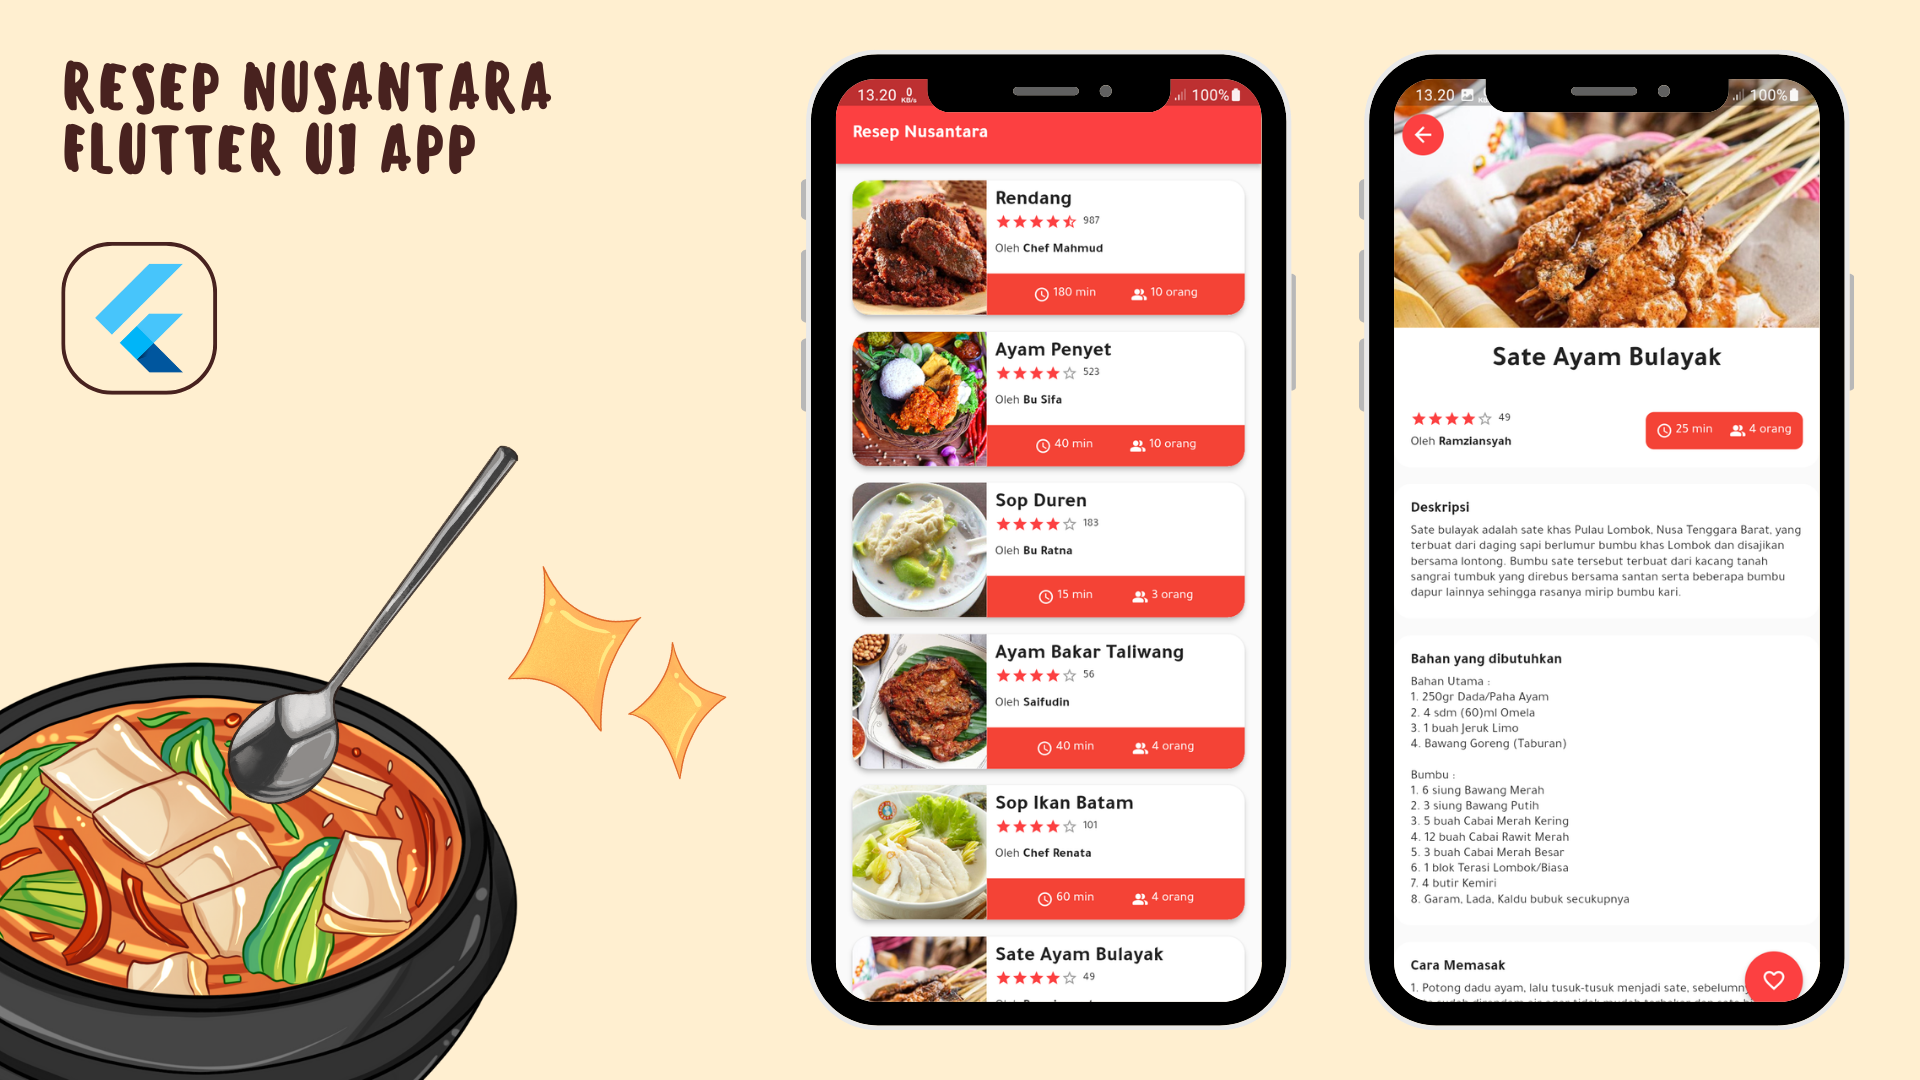 RESEP NUSANTARA
FLUTTER UI APP
13.20 0 KB/s 100%
Resep Nusantara
Rendang
987
Oleh Chef Mahmud
180 min 10 orang
Ayam Penyet
523
Oleh Bu Sifa
40 min 10 orang
Sop Duren
183
Oleh Bu Ratna
15 min 3 orang
Ayam Bakar Taliwang
56
Oleh Saifudin
40 min 4 orang
Sop Ikan Batam
101
Oleh Chef Renata
60 min 4 orang
Sate Ayam Bulayak
49
13.20 100%
Sate Ayam Bulayak
49
Oleh Ramziansyah
25 min 4 orang
Deskripsi
Sate bulayak adalah sate khas Pulau Lombok, Nusa Tenggara Barat, yang
terbuat dari daging sapi berlumur bumbu khas Lombok dan disajikan
bersama lontong. Bumbu sate tersebut terbuat dari kacang tanah
sangrai tumbuk yang direbus bersama santan serta beberapa bumbu
dapur lainnya sehingga rasanya mirip bumbu kari.
Bahan yang dibutuhkan
Bahan Utama :
1. 250gr Dada/Paha Ayam
2. 4 sdm (60)ml Omela
3. 1 buah Jeruk Limo
4. Bawang Goreng (Taburan)
Bumbu :
1. 6 siung Bawang Merah
2. 3 siung Bawang Putih
3. 5 buah Cabai Merah Kering
4. 12 buah Cabai Rawit Merah
5. 3 buah Cabai Merah Besar
6. 1 blok Terasi Lombok/Biasa
7. 4 butir Kemiri
8. Garam, Lada, Kaldu bubuk secukupnya
Cara Memasak
1. Potong dadu ayam, lalu tusuk-tusuk menjadi sate, sebelumny